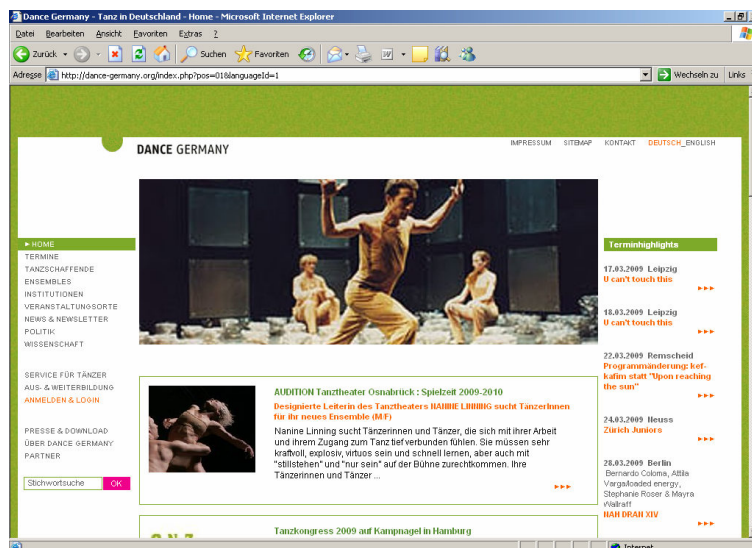 Dance Germany - Tanz in Deutschland - Home - Microsoft Internet Explorer
Datei Bearbeiten Ansicht Favoriten Extras ?
Zurück Suchen Favoriten
Adresse http://dance-germany.org/index.php?pos=01&languageId=1 Wechseln zu Links
IMPRESSUM SITEMAP KONTAKT DEUTSCH_ENGLISH
DANCE GERMANY
HOME
TERMINE
TANZSCHAFFENDE
ENSEMBLES
INSTITUTIONEN
VERANSTALTUNGSORTE
NEWS & NEWSLETTER
POLITIK
WISSENSCHAFT
SERVICE FÜR TÄNZER
AUS- & WEITERBILDUNG
ANMELDEN & LOGIN
PRESSE & DOWNLOAD
ÜBER DANCE GERMANY
PARTNER
Stichwortsuche OK
AUDITION Tanztheater Osnabrück : Spielzeit 2009-2010
Designierte Leiterin des Tanztheaters NANINE LINNING sucht TänzerInnen
für ihr neues Ensemble (M/F)
Nanine Linning sucht Tänzerinnen und Tänzer, die sich mit ihrer Arbeit
und ihrem Zugang zum Tanz tief verbunden fühlen. Sie müssen sehr
kraftvoll, explosiv, virtuos sein und schnell lernen, aber auch mit
"stillstehen" und "nur sein" auf der Bühne zurechtkommen. Ihre
Tänzerinnen und Tänzer ...
Tanzkongress 2009 auf Kampnagel in Hamburg
Terminhighlights
17.03.2009 Leipzig
U can't touch this
18.03.2009 Leipzig
U can't touch this
22.03.2009 Remscheid
Programmänderung: kef-
kafim statt "Upon reaching
the sun"
24.03.2009 Neuss
Zürich Juniors
28.03.2009 Berlin
Bernardo Coloma, Attila
Varga/loaded energy,
Stephanie Roser & Mayra
Wallraff
NAH DRAN XIV
Internet